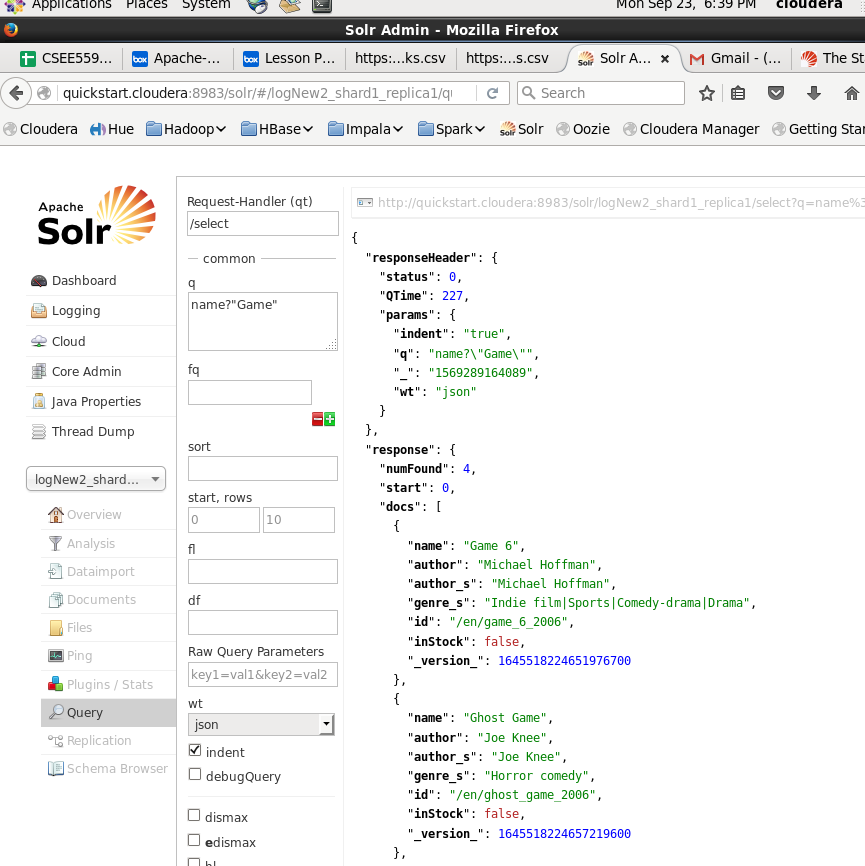 Applications Places System Mon Sep 23, 6:39 PM cloudera
Solr Admin - Mozilla Firefox
CSEE559... Apache-... Lesson P... https:...ks.csv https:...s.csv Solr A... Gmail - (... The St
quickstart.cloudera:8983/solr/#/logNew2_shard1_replica1/qu Search
Cloudera Hue Hadoop HBase Impala Spark Solr Oozie Cloudera Manager Getting Star
Apache
Solr
Dashboard
Logging
Cloud
Core Admin
Java Properties
Thread Dump
logNew2_shard...
Overview
Analysis
Dataimport
Documents
Files
Ping
Plugins / Stats
Query
Replication
Schema Browser
Request-Handler (qt)
/select
common
q
name?"Game"
fq
sort
start, rows
0 10
fl
df
Raw Query Parameters
key1=val1&key2=val2
wt
json
indent
debugQuery
dismax
edismax
hl
http://quickstart.cloudera:8983/solr/logNew2_shard1_replica1/select?q=name%3
{
"responseHeader": {
"status": 0,
"QTime": 227,
"params": {
"indent": "true",
"q": "name?\"Game\"",
"_": "1569289164089",
"wt": "json"
}
},
"response": {
"numFound": 4,
"start": 0,
"docs": [
{
"name": "Game 6",
"author": "Michael Hoffman",
"author_s": "Michael Hoffman",
"genre_s": "Indie film|Sports|Comedy-drama|Drama",
"id": "/en/game_6_2006",
"inStock": false,
"_version_": 1645518224651976700
},
{
"name": "Ghost Game",
"author": "Joe Knee",
"author_s": "Joe Knee",
"genre_s": "Horror comedy",
"id": "/en/ghost_game_2006",
"inStock": false,
"_version_": 1645518224657219600
},